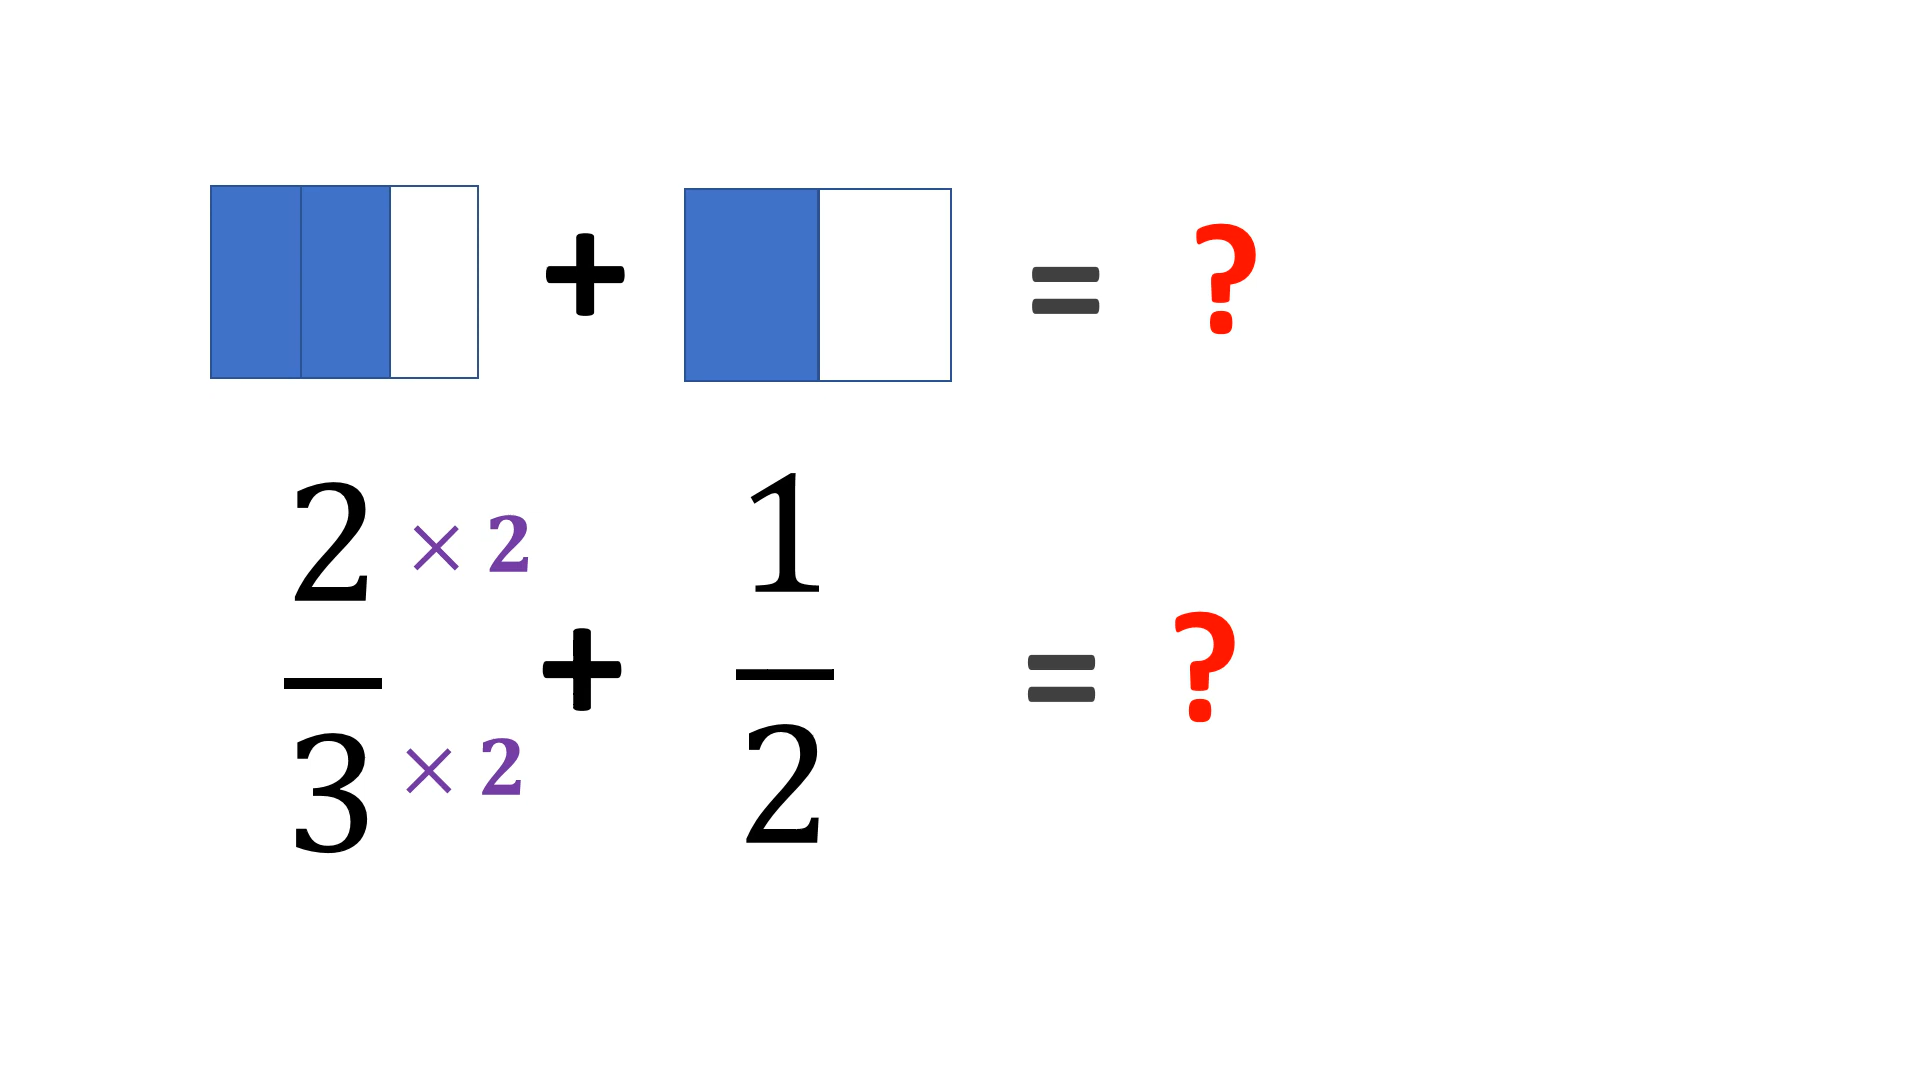 + = ?
2 × 2 1
+ = ?
3 × 2 2